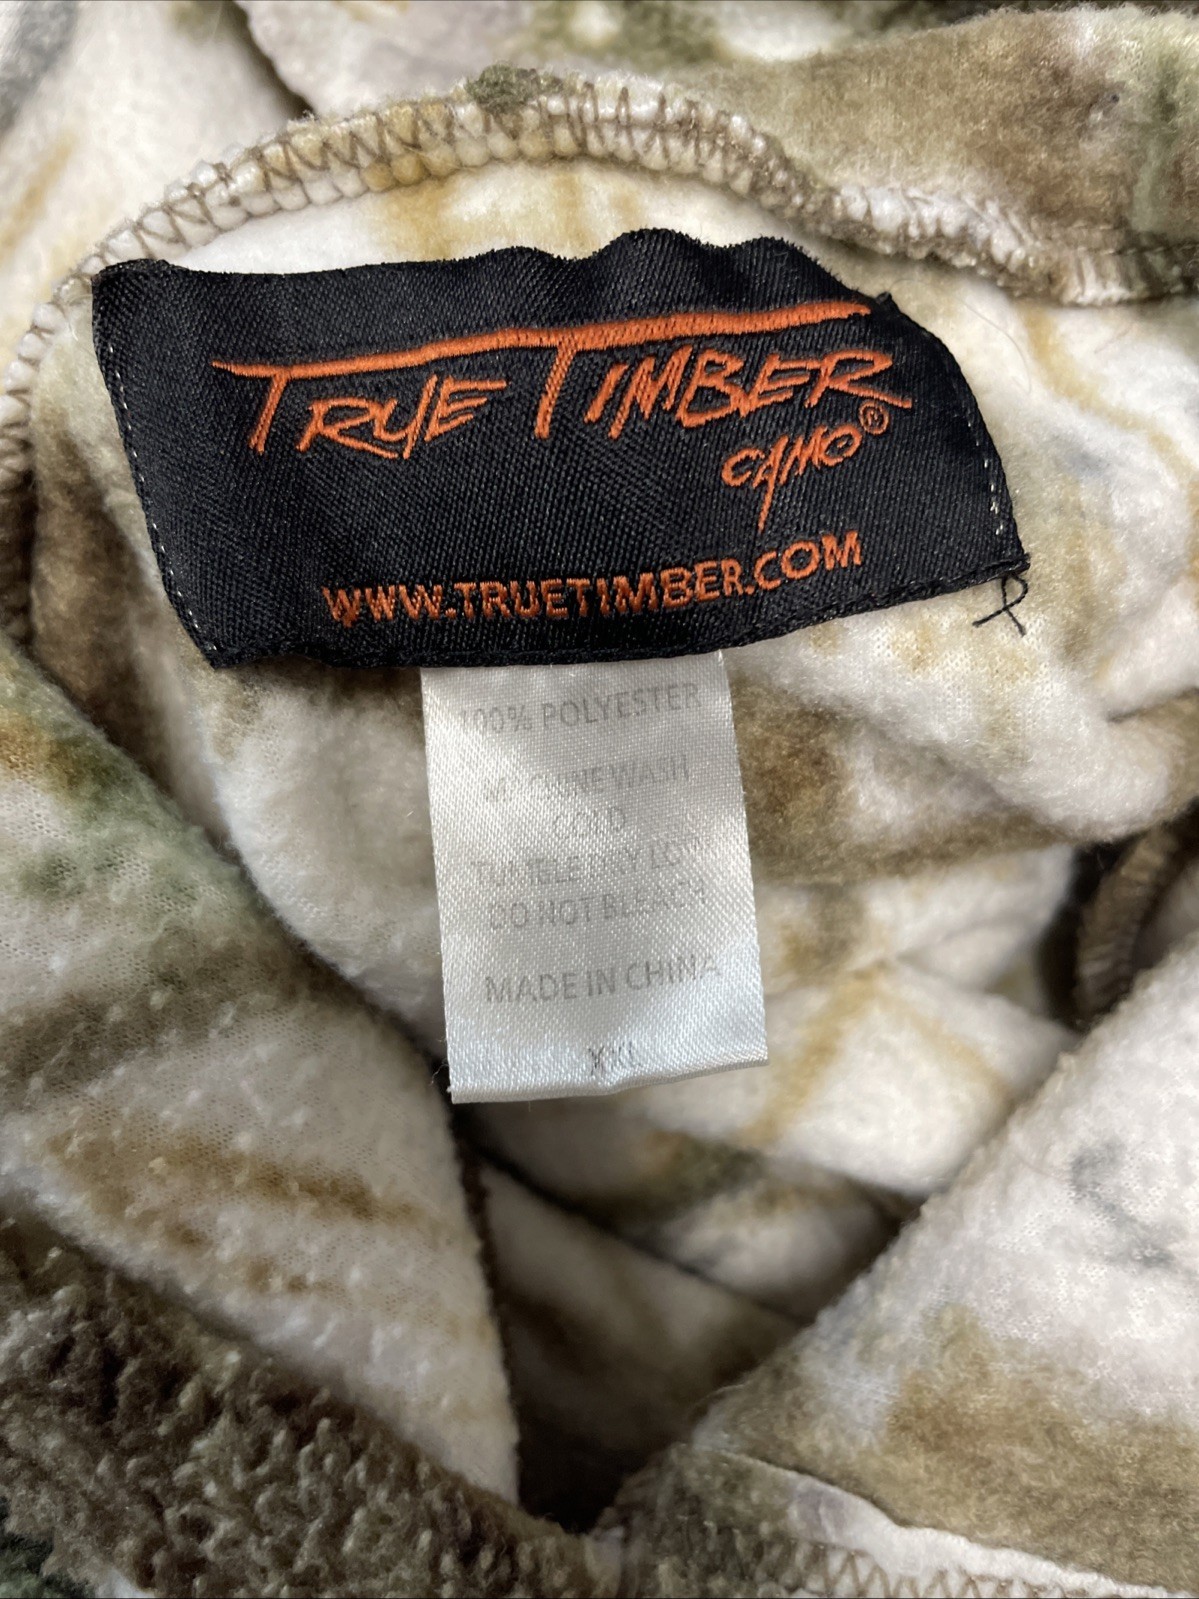 TRUE TIMBER
CAMO®
WWW.TRUETIMBER.COM
100% POLYESTER
MACHINE WASH
COLD
TUMBLE DRY LOW
DO NOT BLEACH
MADE IN CHINA
XXL